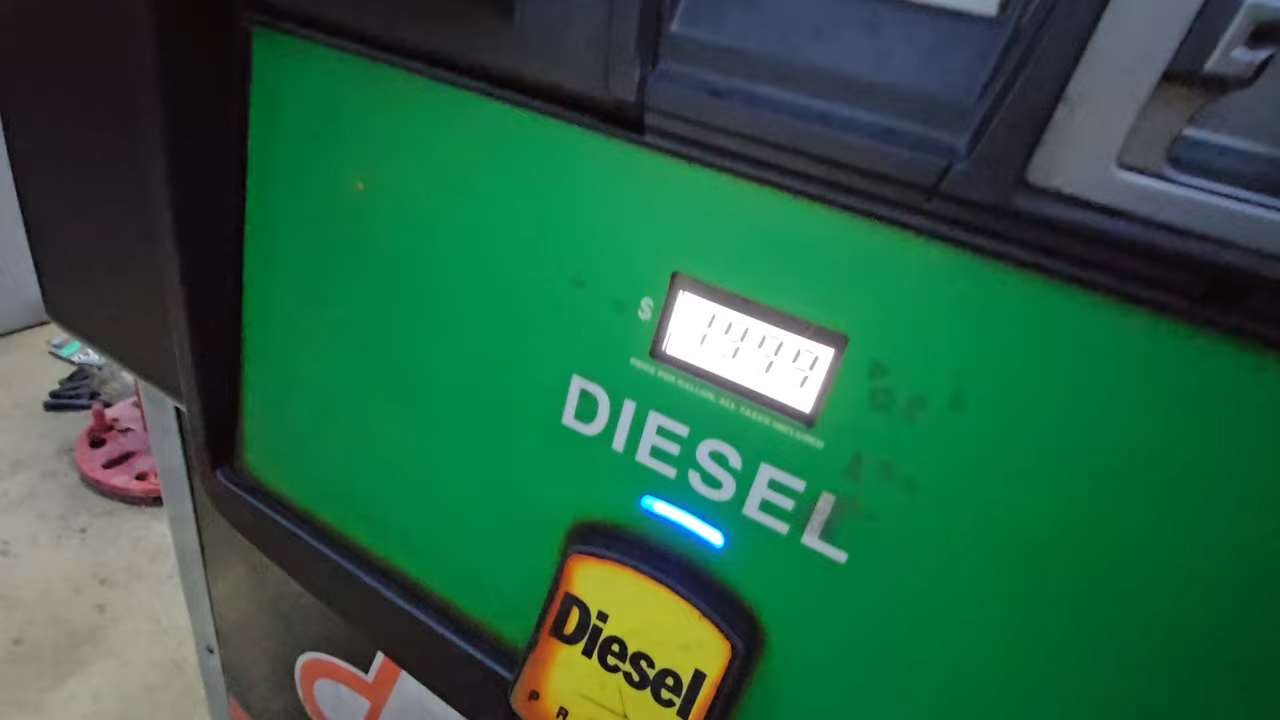 $
PRICE PER GALLON, ALL TAXES INCLUDED
DIESEL
Diesel
P R